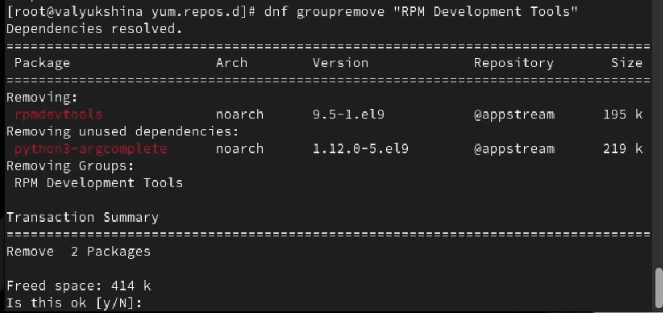 [root@valyukshina yum.repos.d]# dnf groupremove "RPM Development Tools"
Dependencies resolved.
================================================================================
Package Arch Version Repository Size
================================================================================
Removing:
rpmdevtools noarch 9.5-1.el9 @appstream 195 k
Removing unused dependencies:
python3-argcomplete noarch 1.12.0-5.el9 @appstream 219 k
Removing Groups:
RPM Development Tools
Transaction Summary
================================================================================
Remove 2 Packages
Freed space: 414 k
Is this ok [y/N]: